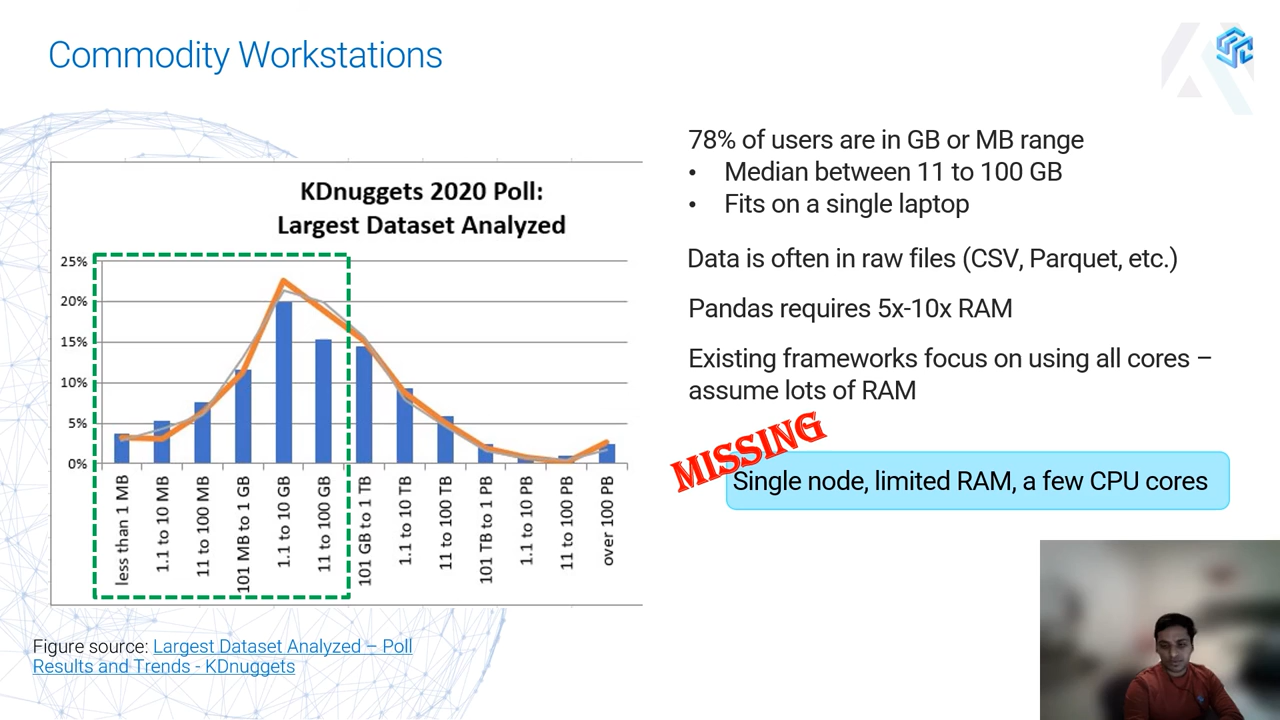 Commodity Workstations
KDnuggets 2020 Poll:
Largest Dataset Analyzed
25%
20%
15%
10%
5%
0%
less than 1 MB
1.1 to 10 MB
11 to 100 MB
101 MB to 1 GB
1.1 to 10 GB
11 to 100 GB
101 GB to 1 TB
1.1 to 10 TB
11 to 100 TB
101 TB to 1 PB
1.1 to 10 PB
11 to 100 PB
over 100 PB
Figure source: Largest Dataset Analyzed – Poll
Results and Trends - KDnuggets
78% of users are in GB or MB range
• Median between 11 to 100 GB
• Fits on a single laptop
Data is often in raw files (CSV, Parquet, etc.)
Pandas requires 5x-10x RAM
Existing frameworks focus on using all cores –
assume lots of RAM
MISSING
Single node, limited RAM, a few CPU cores